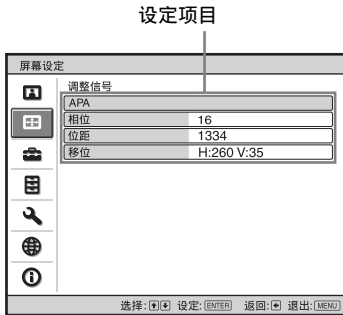 设定项目
屏幕设定
调整信号
APA
相位 16
位距 1334
移位 H:260 V:35
选择: 设定: ENTER 返回: 退出: MENU